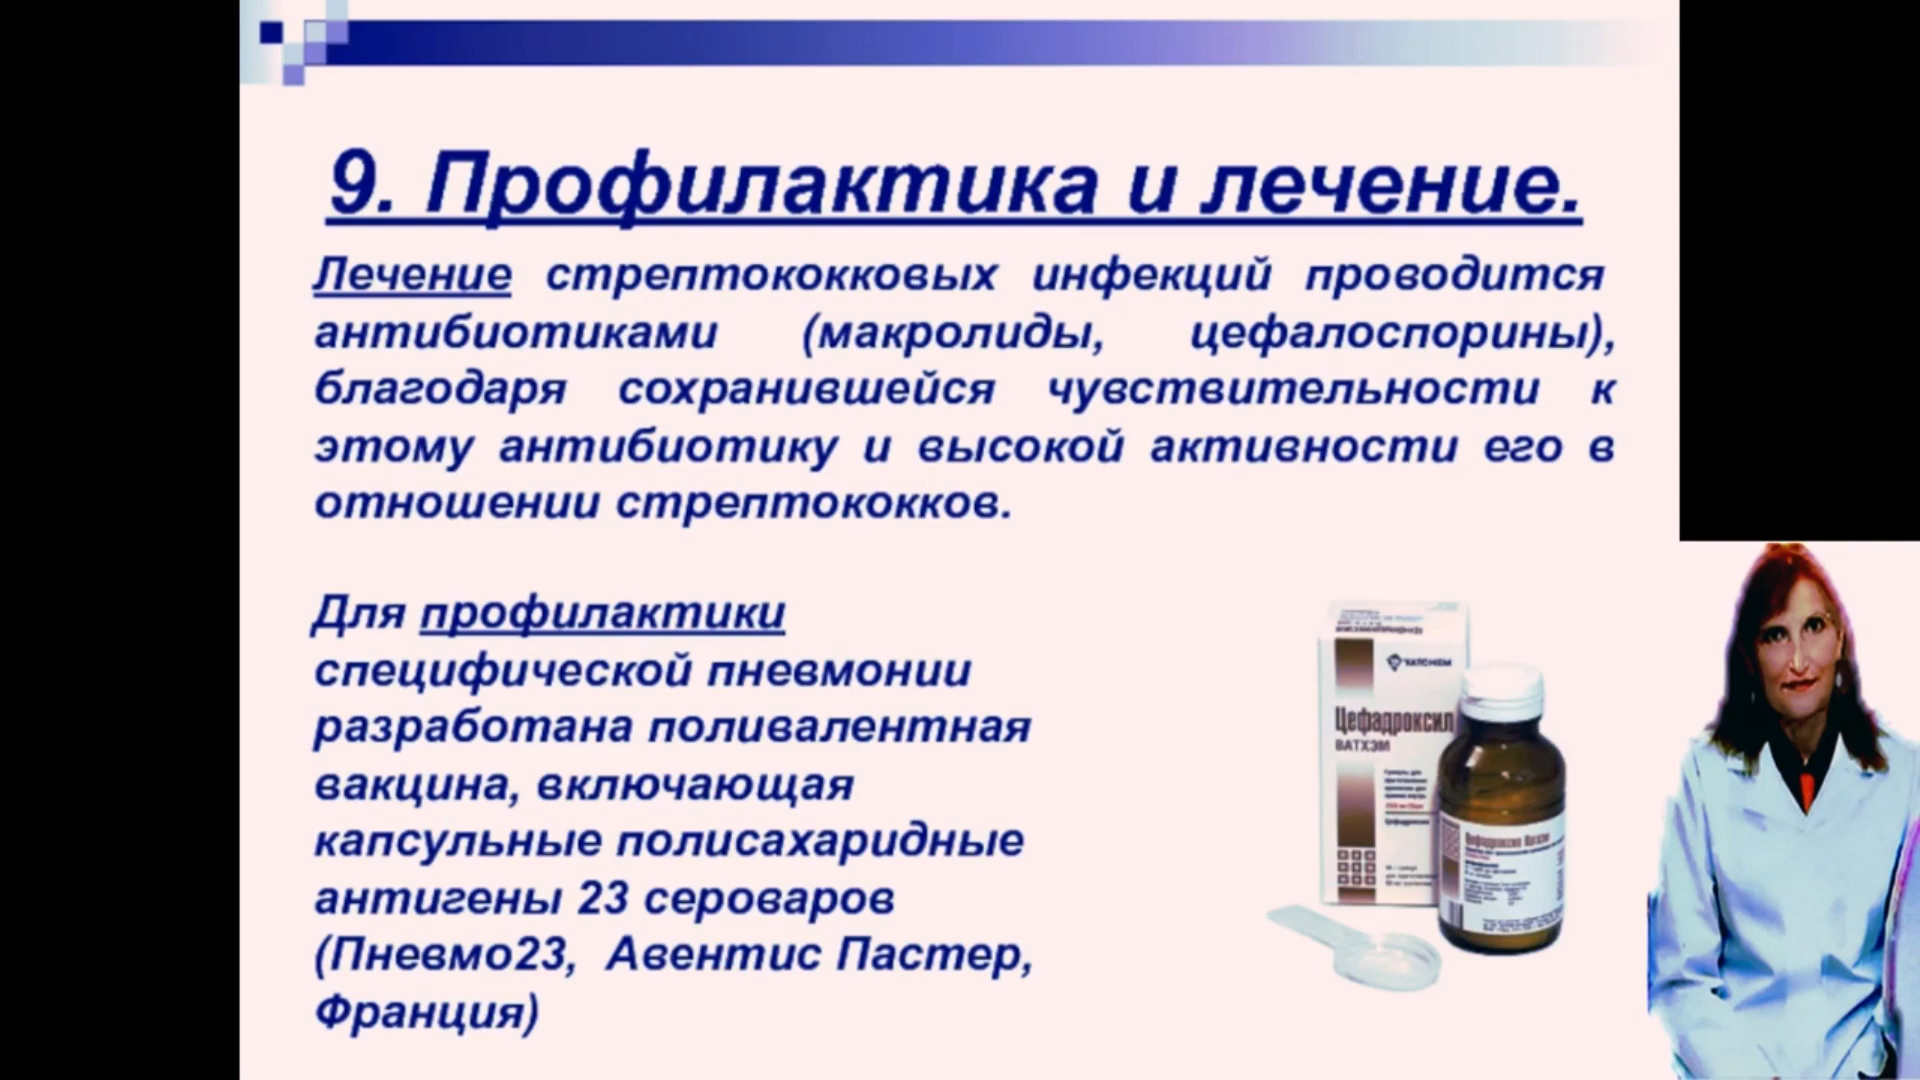 9. Профилактика и лечение.
Лечение стрептококковых инфекций проводится
антибиотиками (макролиды, цефалоспорины),
благодаря сохранившейся чувствительности к
этому антибиотику и высокой активности его в
отношении стрептококков.
Для профилактики
специфической пневмонии
разработана поливалентная
вакцина, включающая
капсульные полисахаридные
антигены 23 сероваров
(Пневмо23, Авентис Пастер,
Франция)
VATCHEM
Цефадроксил
ВАТХЭМ